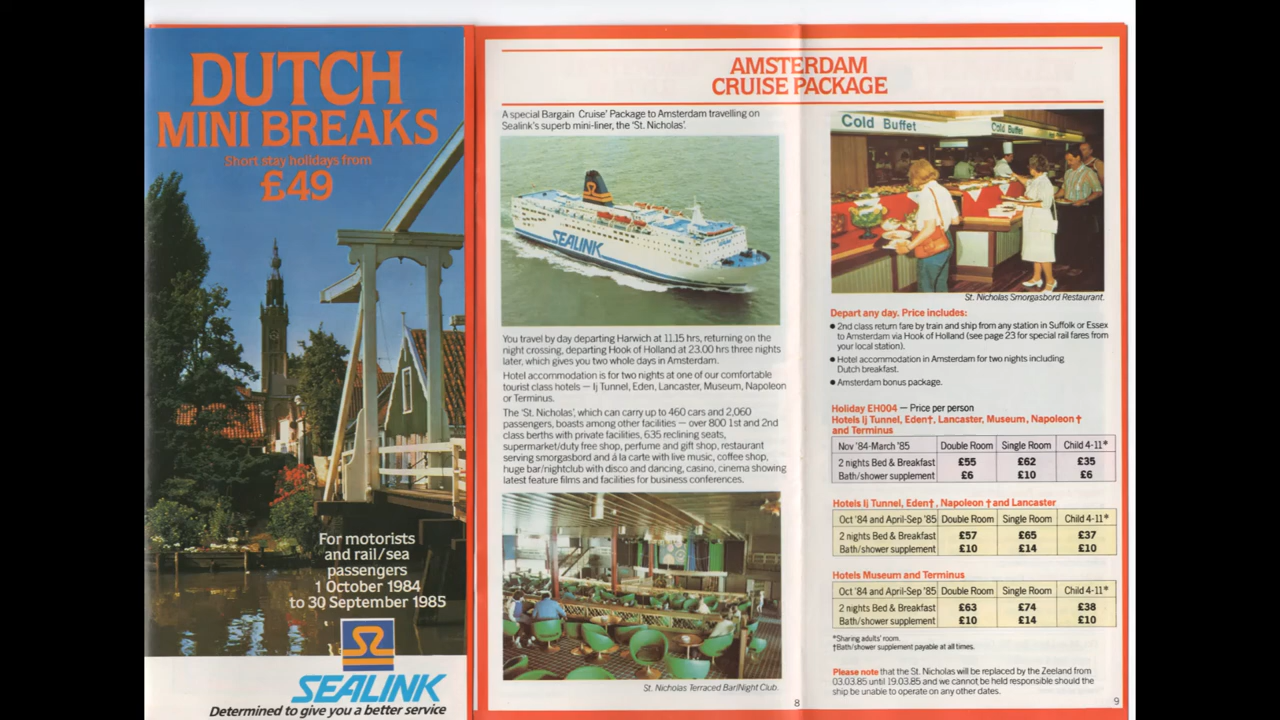 DUTCH
MINI BREAKS
Short stay holidays from
£49
For motorists
and rail/sea
passengers
1 October 1984
to 30 September 1985
SEALINK
Determined to give you a better service
AMSTERDAM
CRUISE PACKAGE
A special Bargain Cruise' Package to Amsterdam travelling on
Sealink's superb mini-liner, the 'St. Nicholas'.
SEALINK
You travel by day departing Harwich at 11.15 hrs, returning on the
night crossing, departing Hook of Holland at 23.00 hrs three nights
later, which gives you two whole days in Amsterdam.
Hotel accommodation is for two nights at one of our comfortable
tourist class hotels — Ij Tunnel, Eden, Lancaster, Museum, Napoleon
or Terminus.
The 'St. Nicholas', which can carry up to 460 cars and 2,060
passengers, boasts among other facilities — over 800 1st and 2nd
class berths with private facilities, 635 reclining seats,
supermarket/duty free shop, perfume and gift shop, restaurant
serving smorgasbord and á la carte with live music, coffee shop,
huge bar/nightclub with disco and dancing, casino, cinema showing
latest feature films and facilities for business conferences.
St. Nicholas Terraced Bar/Night Club.
8
Cold Buffet
Cold Buffet
St. Nicholas Smorgasbord Restaurant.
Depart any day. Price includes:
● 2nd class return fare by train and ship from any station in Suffolk or Essex
to Amsterdam via Hook of Holland (see page 23 for special rail fares from
your local station).
● Hotel accommodation in Amsterdam for two nights including
Dutch breakfast.
● Amsterdam bonus package.
Holiday EH004 — Price per person
Hotels Ij Tunnel, Eden†, Lancaster, Museum, Napoleon †
and Terminus
Nov '84-March '85 Double Room Single Room Child 4-11*
2 nights Bed & Breakfast £55 £62 £35
Bath/shower supplement £6 £10 £6
Hotels Ij Tunnel, Eden†, Napoleon † and Lancaster
Oct '84 and April-Sep '85 Double Room Single Room Child 4-11*
2 nights Bed & Breakfast £57 £65 £37
Bath/shower supplement £10 £14 £10
Hotels Museum and Terminus
Oct '84 and April-Sep '85 Double Room Single Room Child 4-11*
2 nights Bed & Breakfast £63 £74 £38
Bath/shower supplement £10 £14 £10
*Sharing adults' room.
†Bath/shower supplement payable at all times.
Please note that the St. Nicholas will be replaced by the Zeeland from
03.03.85 until 19.03.85 and we cannot be held responsible should the
ship be unable to operate on any other dates.
9